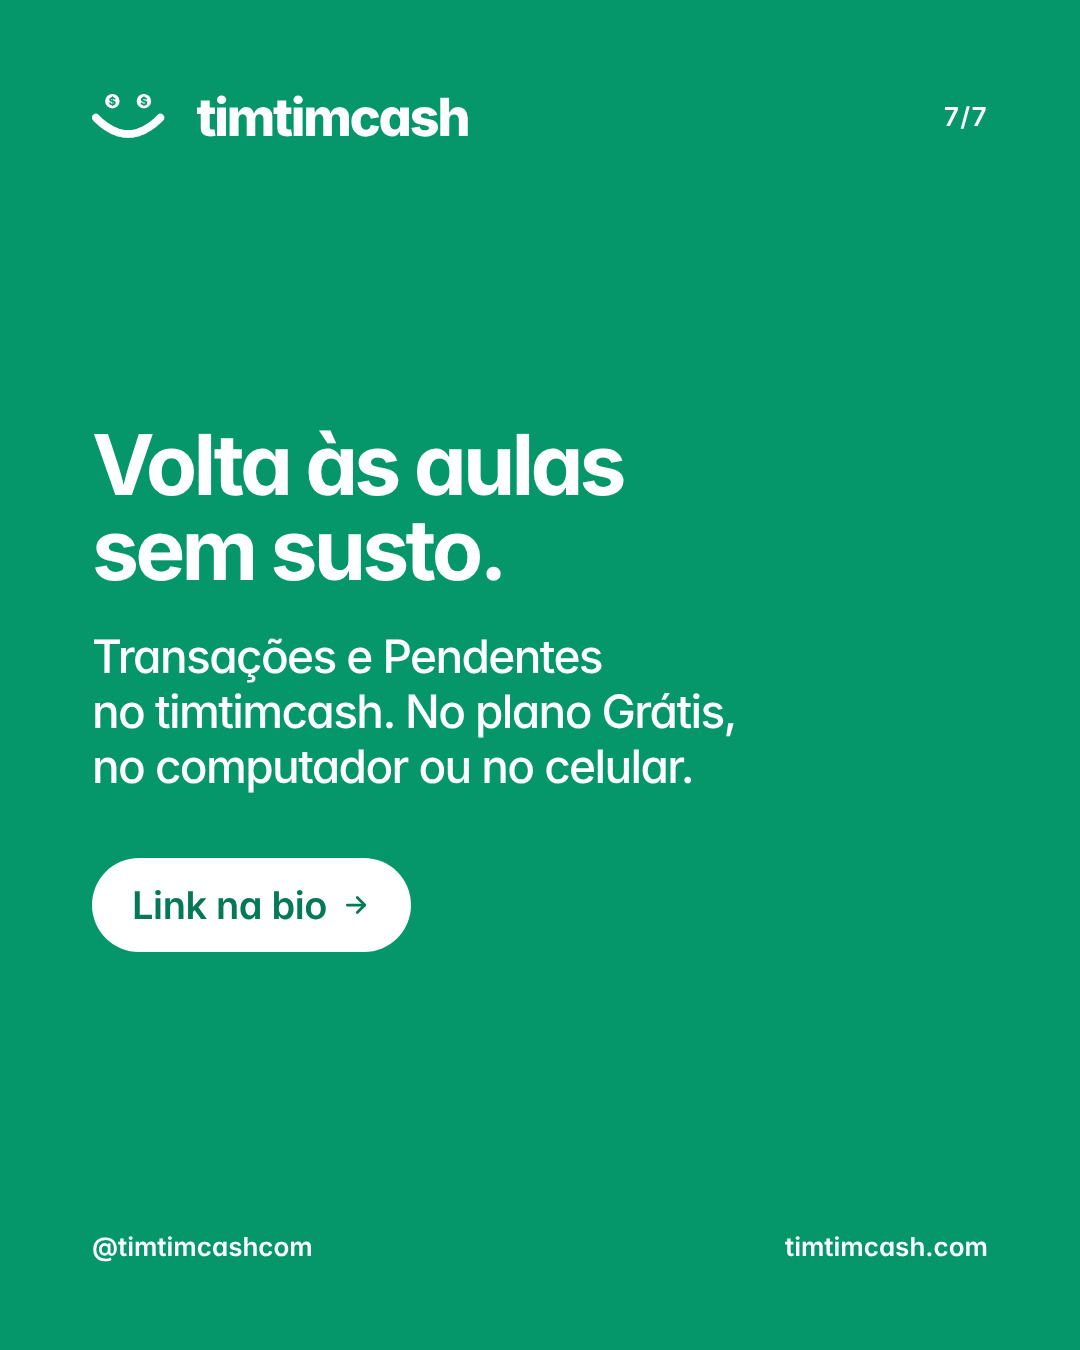 timtimcash
7/7
Volta às aulas
sem susto.
Transações e Pendentes
no timtimcash. No plano Grátis,
no computador ou no celular.
Link na bio →
@timtimcashcom
timtimcash.com